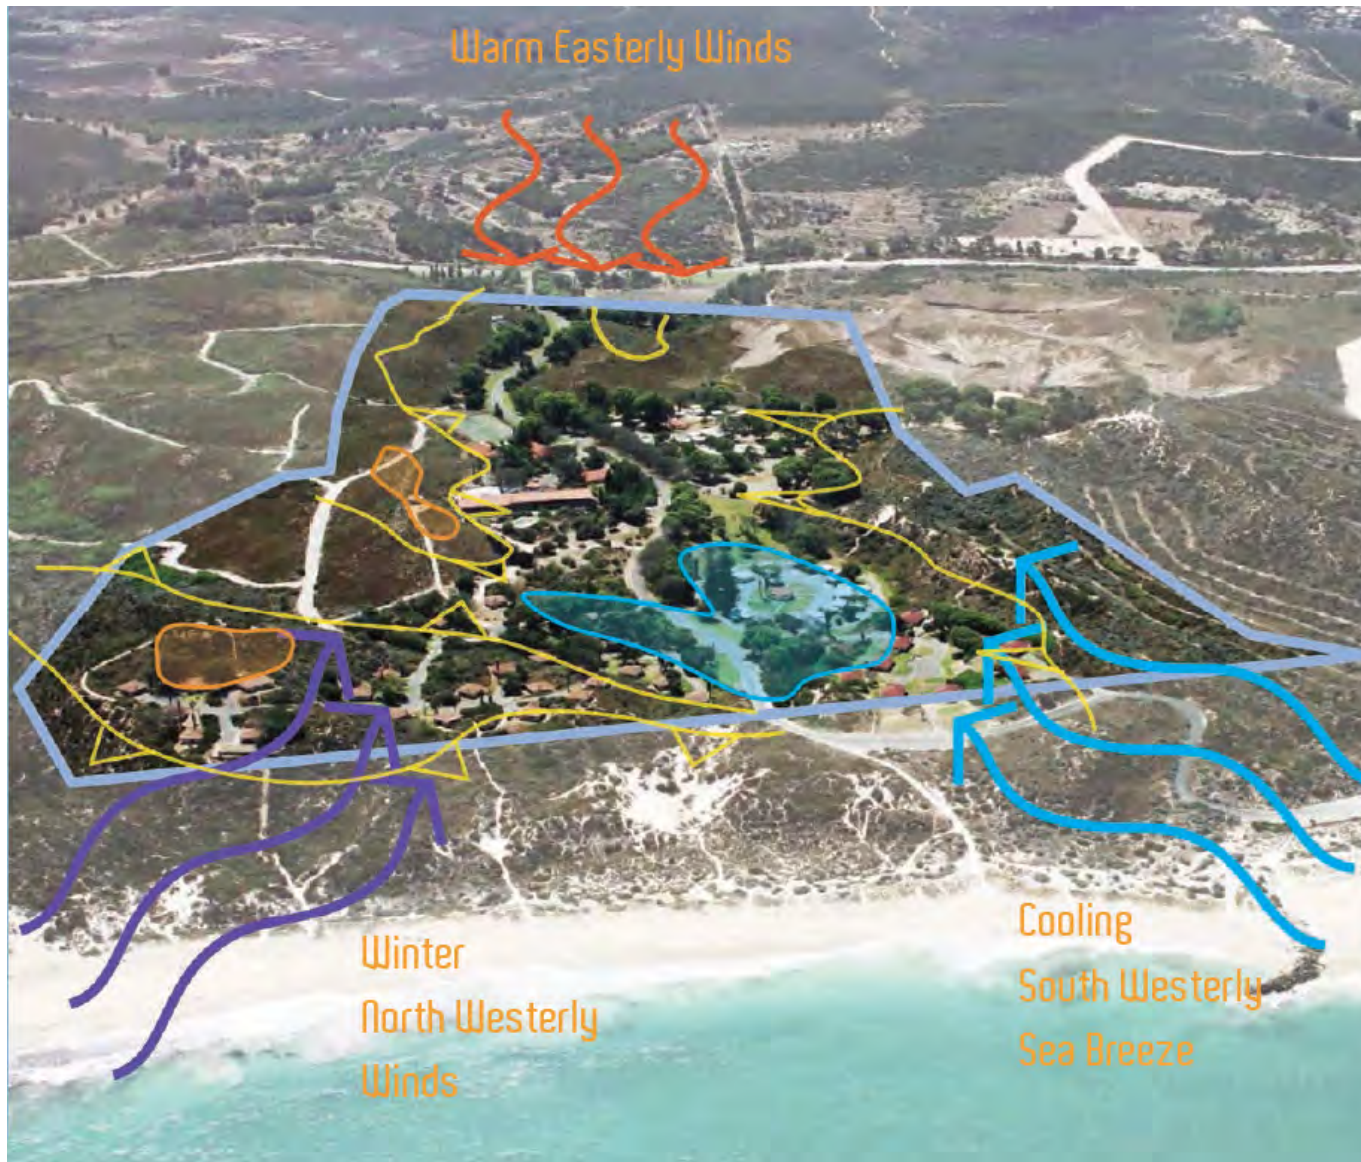 Warm Easterly Winds
Winter
North Westerly
Winds
Cooling
South Westerly
Sea Breeze